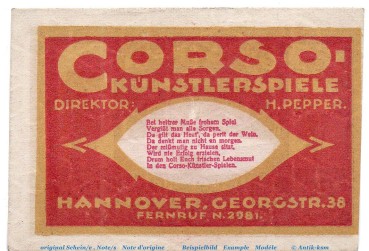 CORSO-
KÜNSTLERSPIELE
DIREKTOR: H. PEPPER.
Bei heitrer Muße frohem Spiel
Vergißt man alle Sorgen.
Da gilt das Heut', da perlt der Wein,
Da denkt man nicht an morgen.
Der mißmutig zu Hause sitzt,
Wird nie Erfolg erzielen,
Drum holt Euch frischen Lebensmut
In den Corso-Künstler-Spielen.
HANNOVER, GEORGSTR. 38
FERNRUF N. 2981.
original Schein/e, Note/s Note d'origine Beispielbild Example Modèle © Antik-ksm